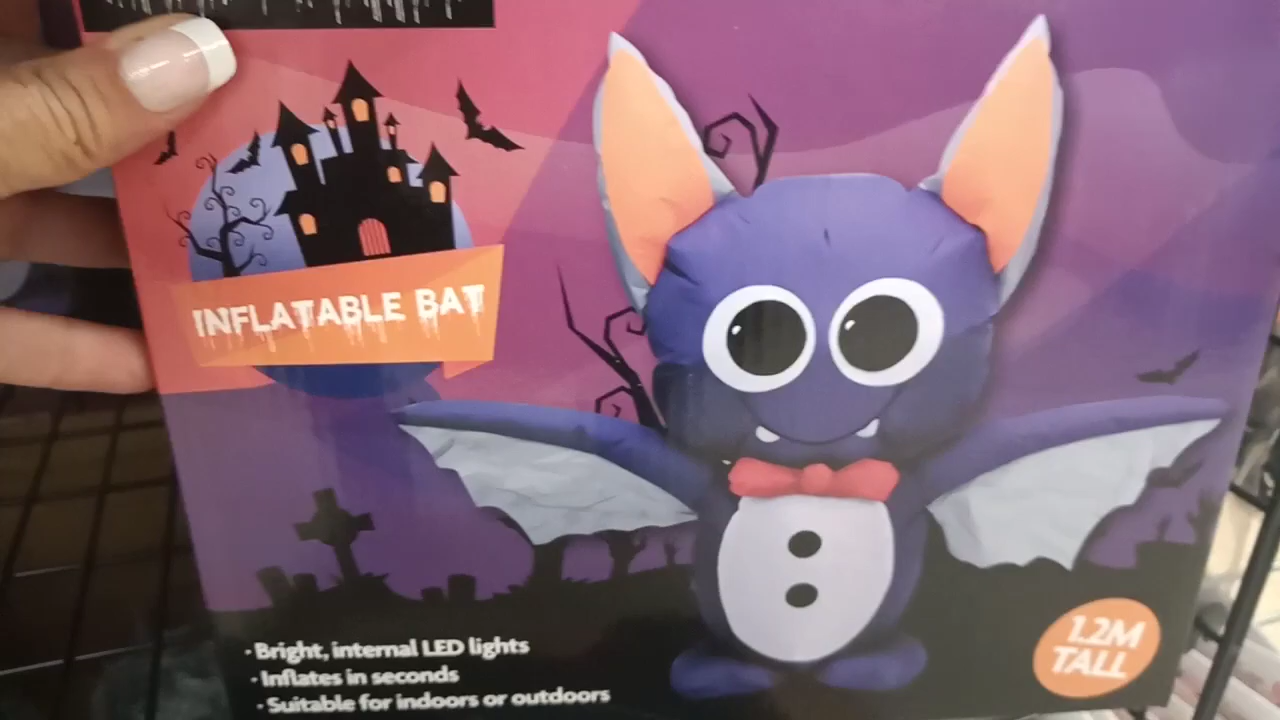 INFLATABLE BAT
· Bright, internal LED lights
· Inflates in seconds
· Suitable for indoors or outdoors
1.2M
TALL